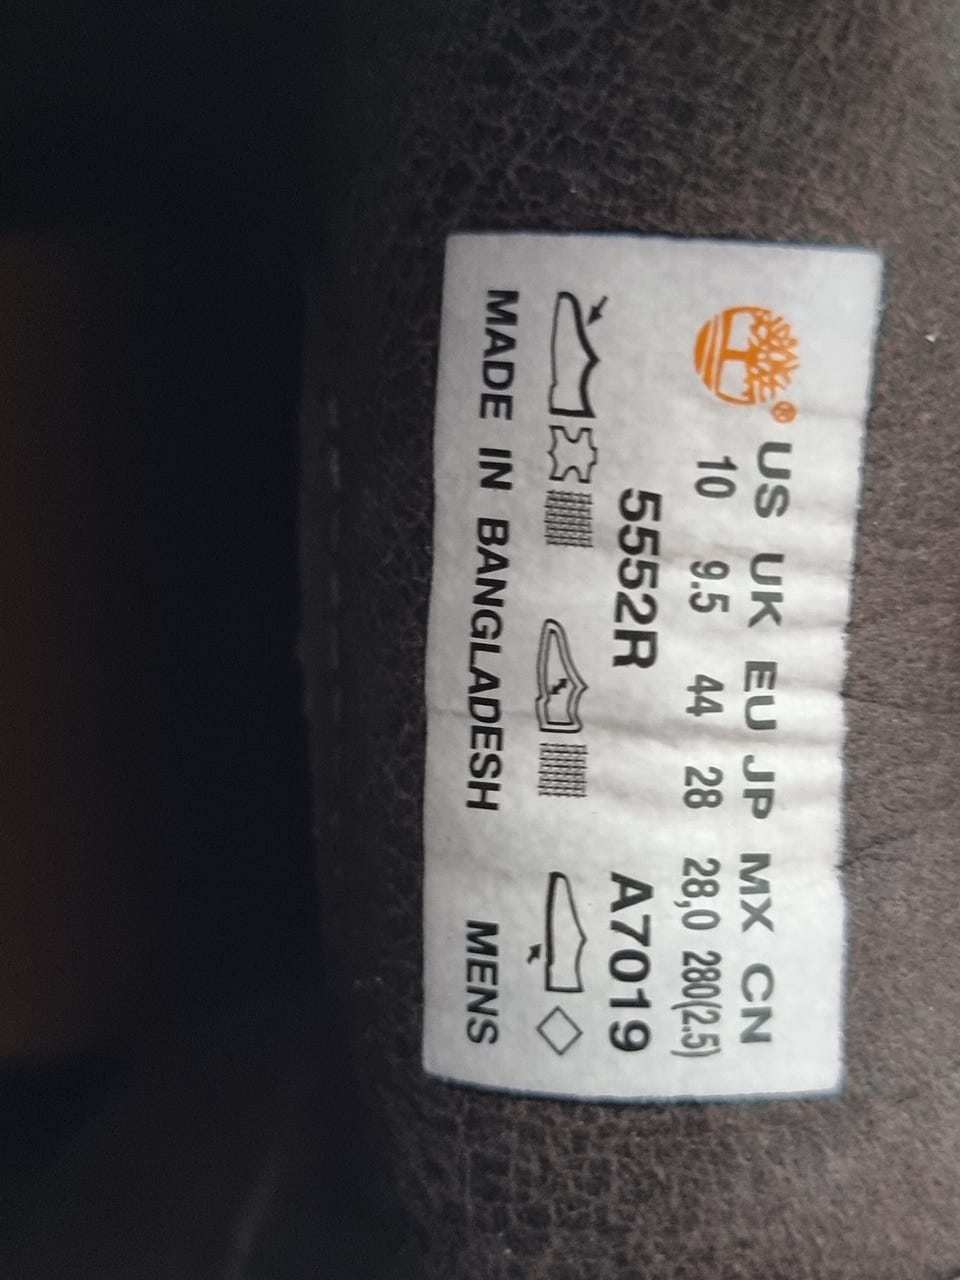 ® US UK EU JP MX CN
10 9.5 44 28 28,0 280(2.5)
5552R A7019
MADE IN BANGLADESH MENS